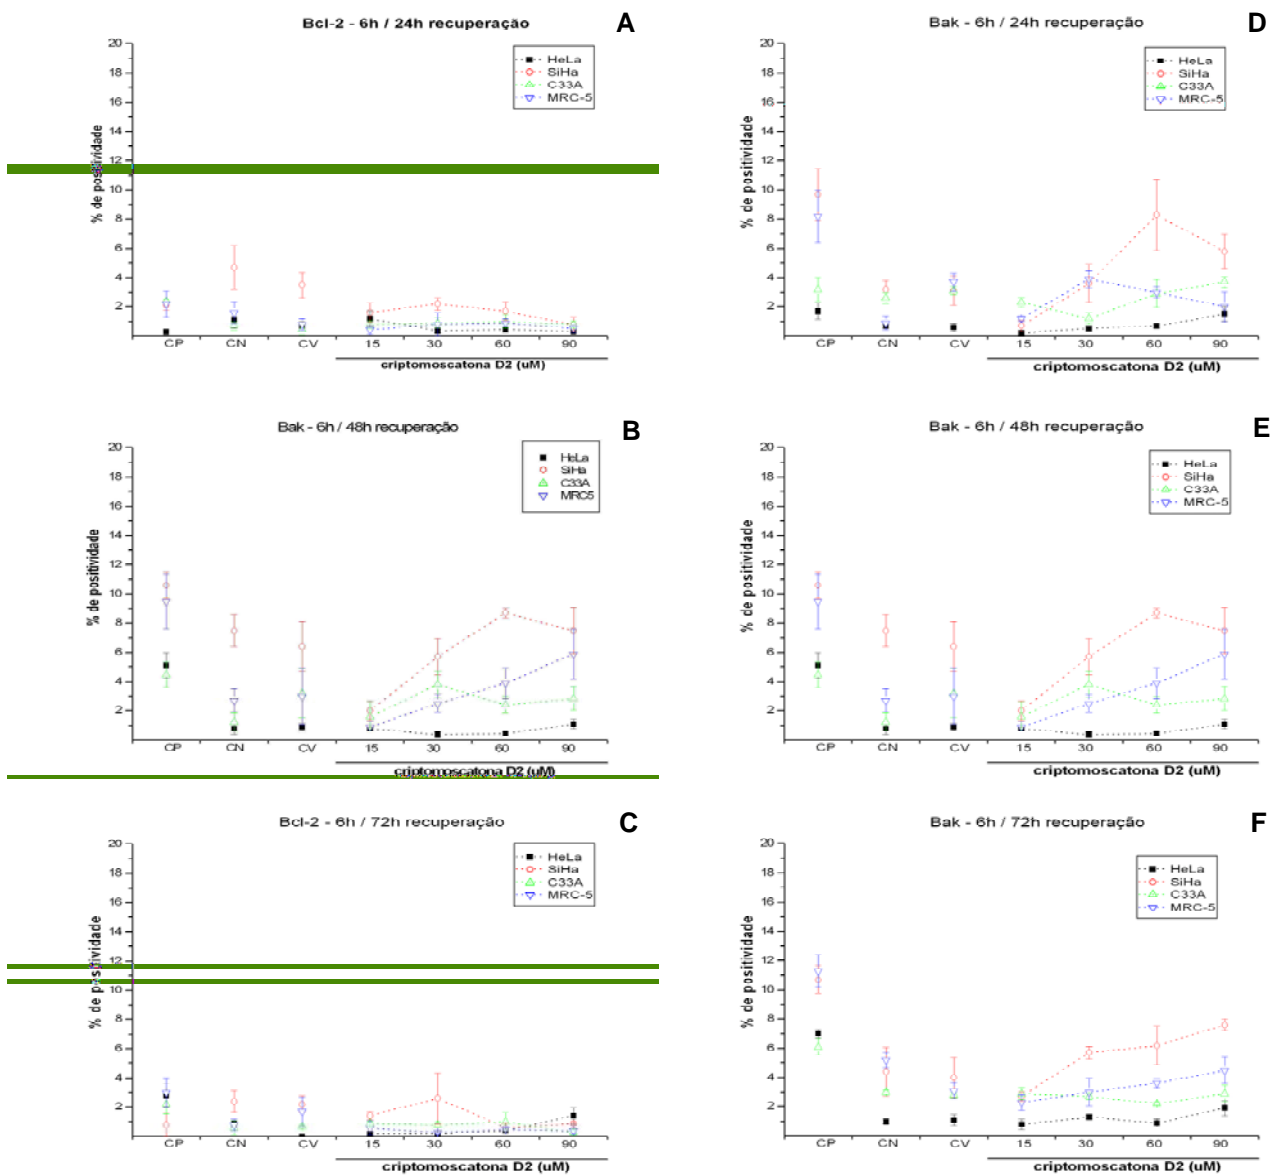 Bcl-2 - 6h / 24h recuperação
A
HeLa
SiHa
C33A
MRC-5
% de positividade
20
18
16
14
12
10
8
6
4
2
CP CN CV 15 30 60 90
criptomoscatona D2 (uM)
Bak - 6h / 24h recuperação
D
HeLa
SiHa
C33A
MRC-5
% de positividade
20
18
16
14
12
10
8
6
4
2
CP CN CV 15 30 60 90
criptomoscatona D2 (uM)
Bak - 6h / 48h recuperação
B
HeLa
SiHa
C33A
MRC5
% de positividade
20
18
16
14
12
10
8
6
4
2
CP CN CV 15 30 60 90
criptomoscatona D2 (uM)
Bak - 6h / 48h recuperação
E
HeLa
SiHa
C33A
MRC-5
% de positividade
20
18
16
14
12
10
8
6
4
2
CP CN CV 15 30 60 90
criptomoscatona D2 (uM)
Bcl-2 - 6h / 72h recuperação
C
HeLa
SiHa
C33A
MRC-5
% de positividade
20
18
16
14
12
10
8
6
4
2
CP CN CV 15 30 60 90
criptomoscatona D2 (uM)
Bak - 6h / 72h recuperação
F
HeLa
SiHa
C33A
MRC-5
% de positividade
20
18
16
14
12
10
8
6
4
2
CP CN CV 15 30 60 90
criptomoscatona D2 (uM)